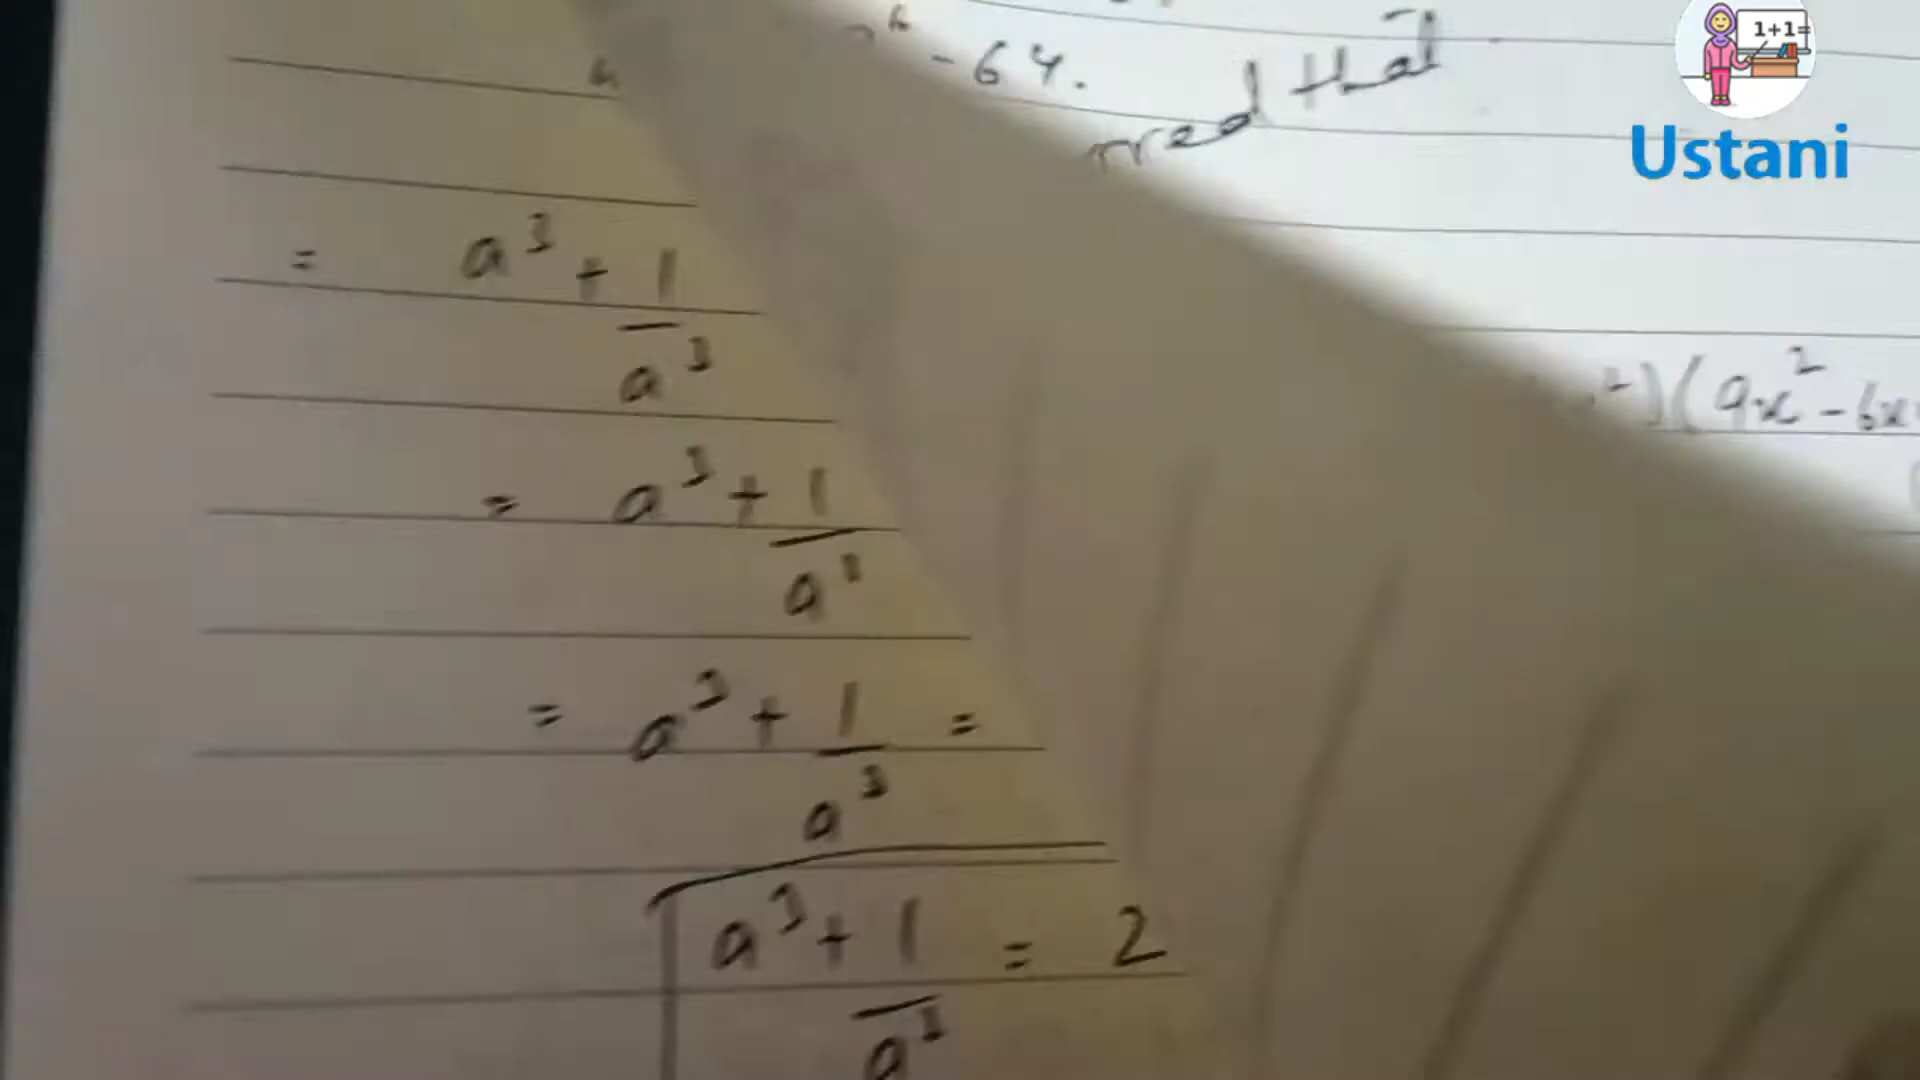 - 64.
that
1+1=
Ustani
= a³ + 1/a³
)(9x² - 6x
= a³ + 1/a³
= a³ + 1/a³ =
a³ + 1/a³ = 2